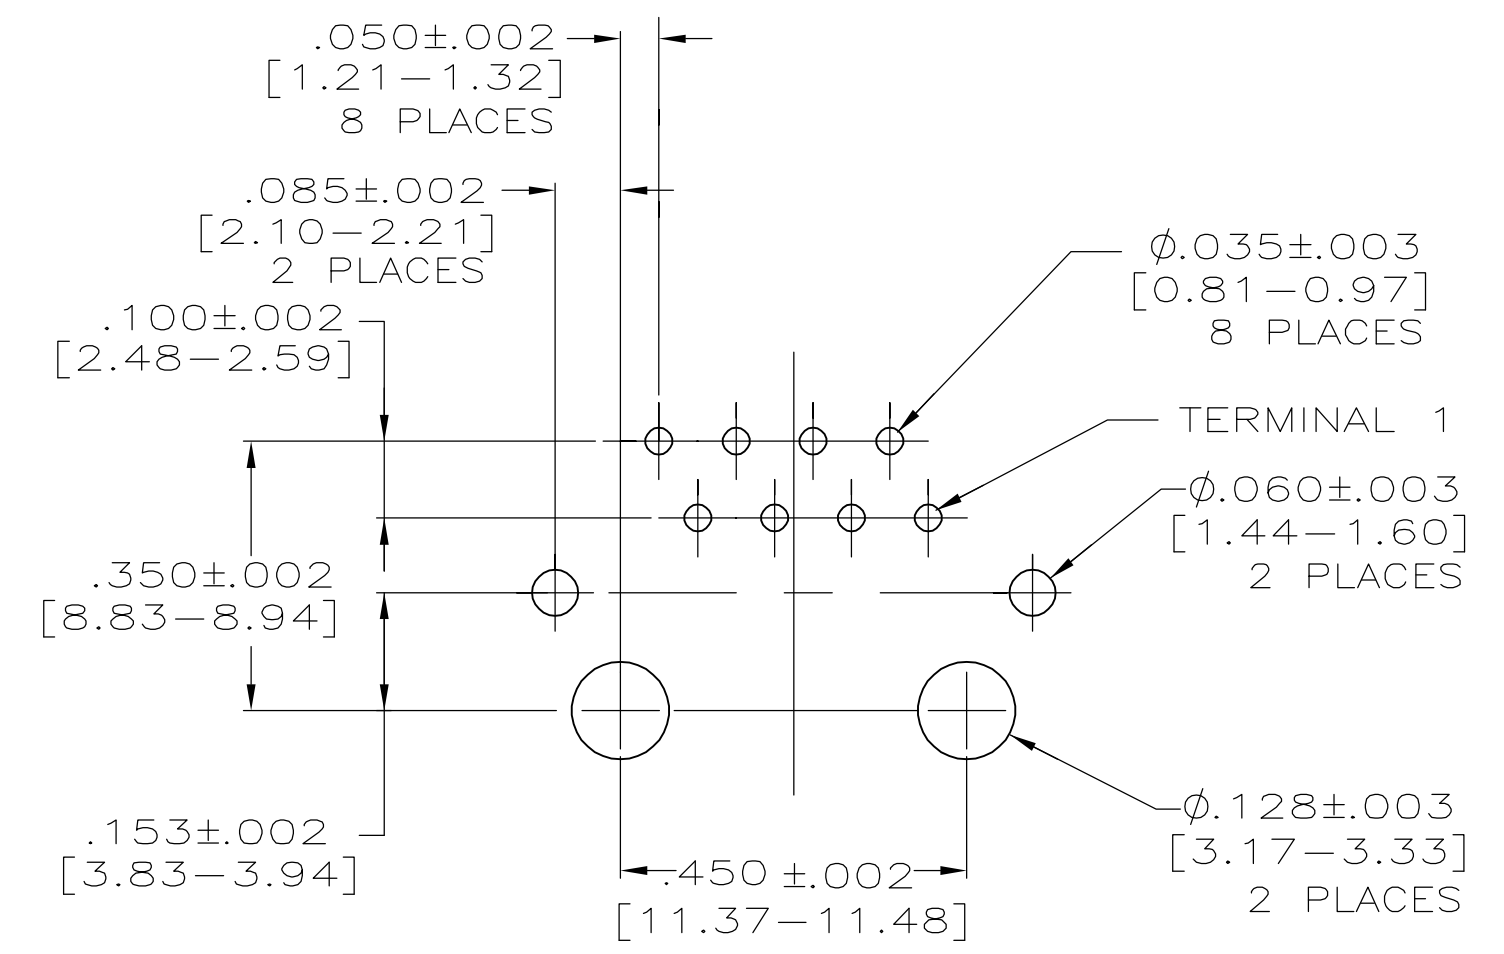 .050±.002
[1.21–1.32]
8 PLACES
.085±.002
[2.10–2.21]
2 PLACES
.100±.002
[2.48–2.59]
.350±.002
[8.83–8.94]
.153±.002
[3.83–3.94]
.450 ±.002
[11.37–11.48]
Ø.035±.003
[0.81–0.97]
8 PLACES
TERMINAL 1
Ø.060±.003
[1.44–1.60]
2 PLACES
Ø.128±.003
[3.17–3.33]
2 PLACES